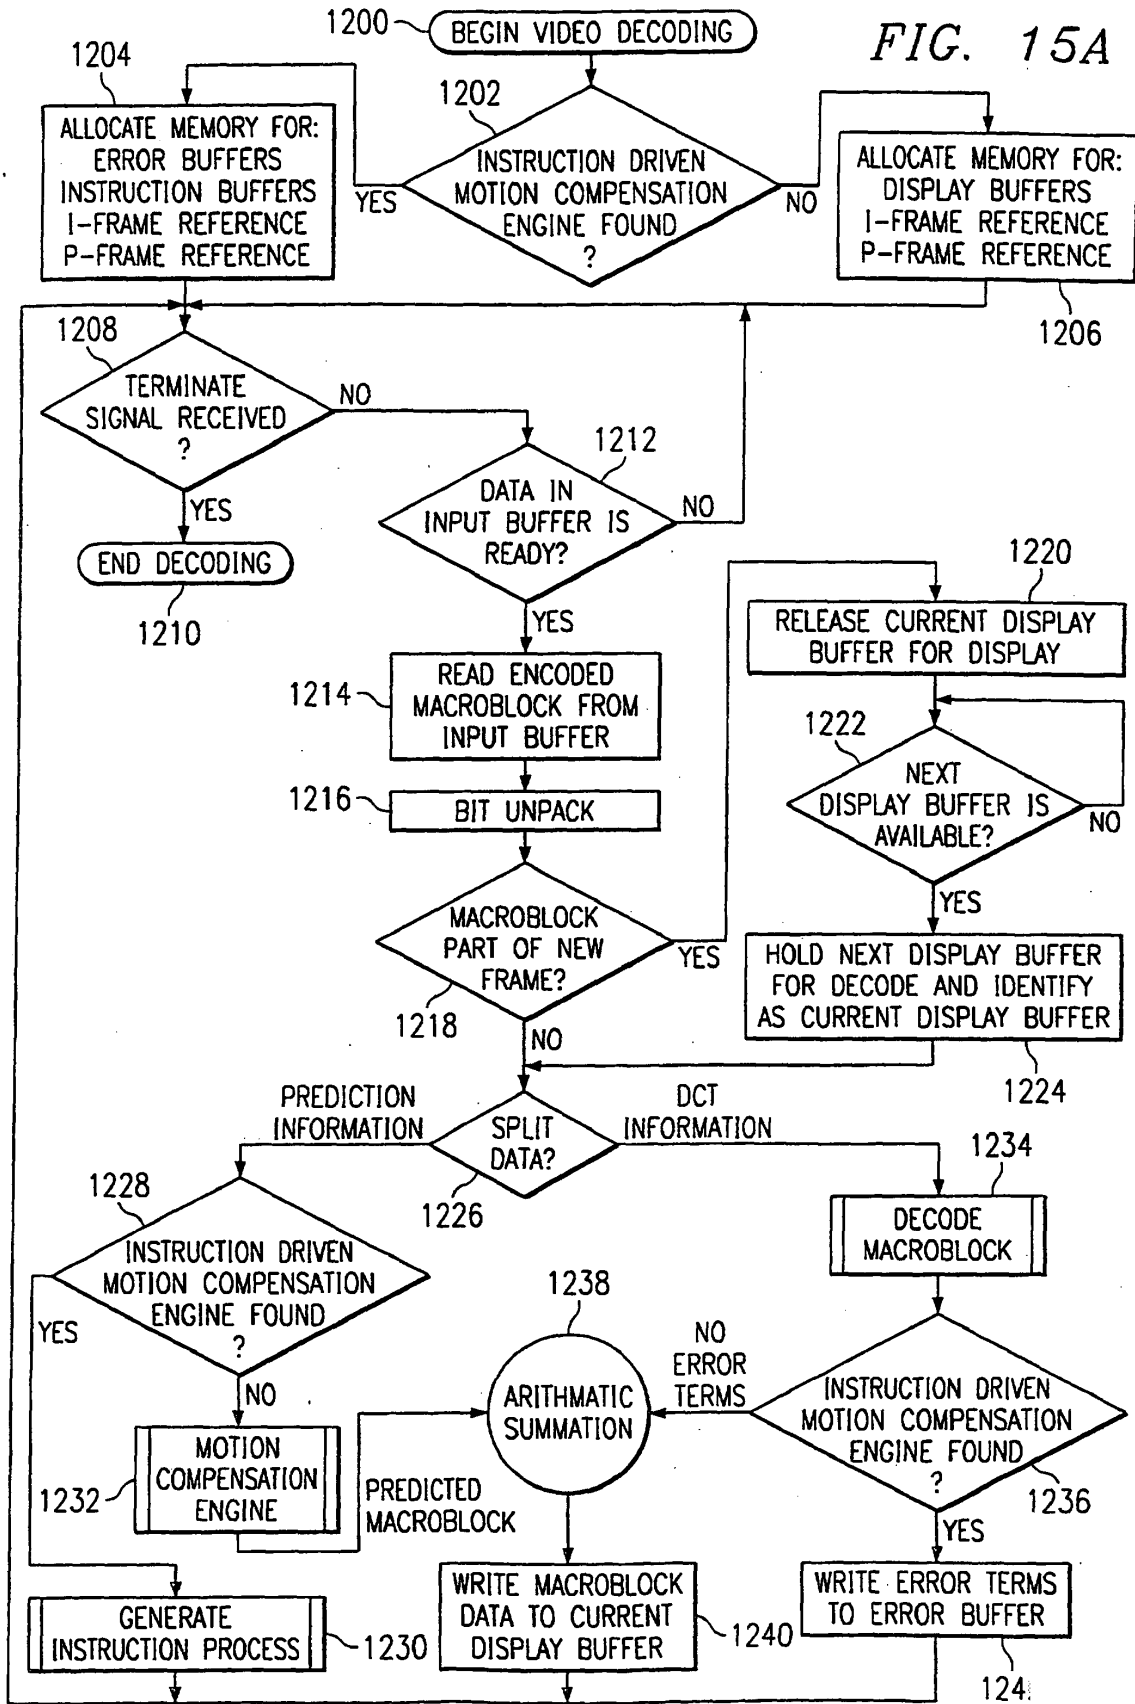 FIG. 15A
1200
BEGIN VIDEO DECODING
1204
ALLOCATE MEMORY FOR:
ERROR BUFFERS
INSTRUCTION BUFFERS
I-FRAME REFERENCE
P-FRAME REFERENCE
1202
INSTRUCTION DRIVEN
MOTION COMPENSATION
ENGINE FOUND
?
YES
NO
ALLOCATE MEMORY FOR:
DISPLAY BUFFERS
I-FRAME REFERENCE
P-FRAME REFERENCE
1206
1208
TERMINATE
SIGNAL RECEIVED
?
NO
YES
END DECODING
1210
1212
DATA IN
INPUT BUFFER IS
READY?
NO
YES
1214
READ ENCODED
MACROBLOCK FROM
INPUT BUFFER
1216
BIT UNPACK
MACROBLOCK
PART OF NEW
FRAME?
1218
YES
NO
1220
RELEASE CURRENT DISPLAY
BUFFER FOR DISPLAY
1222
NEXT
DISPLAY BUFFER IS
AVAILABLE?
NO
YES
HOLD NEXT DISPLAY BUFFER
FOR DECODE AND IDENTIFY
AS CURRENT DISPLAY BUFFER
1224
PREDICTION
INFORMATION
SPLIT
DATA?
1226
DCT
INFORMATION
1228
INSTRUCTION DRIVEN
MOTION COMPENSATION
ENGINE FOUND
?
YES
NO
1232
MOTION
COMPENSATION
ENGINE
PREDICTED
MACROBLOCK
GENERATE
INSTRUCTION PROCESS
1230
1238
ARITHMATIC
SUMMATION
NO
ERROR
TERMS
1234
DECODE
MACROBLOCK
INSTRUCTION DRIVEN
MOTION COMPENSATION
ENGINE FOUND
?
1236
YES
WRITE MACROBLOCK
DATA TO CURRENT
DISPLAY BUFFER
1240
WRITE ERROR TERMS
TO ERROR BUFFER